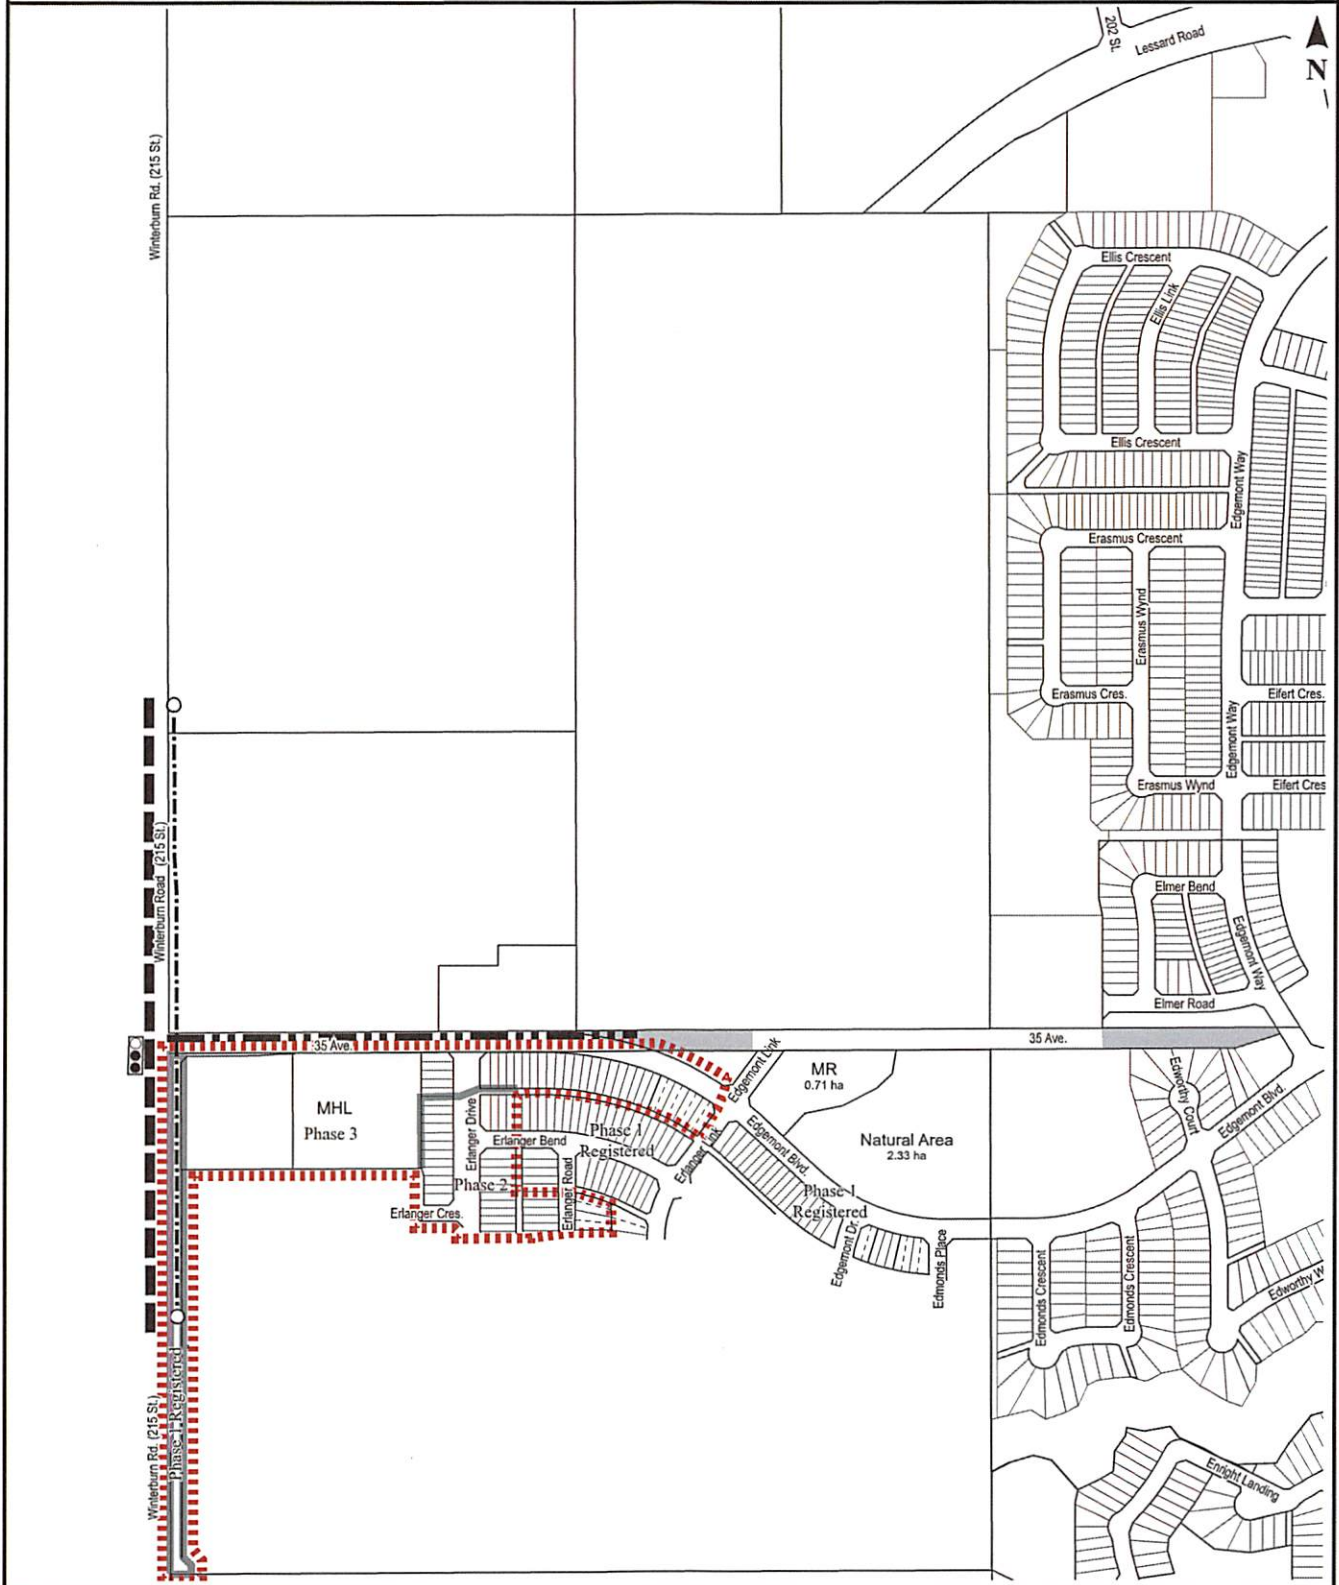 202 St.
Lessard Road
N
Winterburn Rd. (215 St.)
Ellis Crescent
Ellis Link
Ellis Crescent
Edgemont Way
Erasmus Crescent
Erasmus Wynd
Erasmus Cres.
Eifert Cres.
Edgemont Way
Erasmus Wynd
Eifert Cres
Winterburn Road (215 St.)
Elmer Bend
Edgemont Way
Elmer Road
35 Ave.
35 Ave.
Edgemont Link
MR
0.71 ha
Edworthy Court
Edgemont Blvd.
MHL
Phase 3
Erlanger Drive
Erlanger Bend
Phase 1
Registered
Erlanger Link
Edgemont Blvd.
Natural Area
2.33 ha
Phase 2
Erlanger Road
Phase 1
Registered
Erlanger Cres.
Edgemont Dr.
Edmonds Place
Edmonds Crescent
Edmonds Crescent
Edworthy W
Phase 1 Registered
Winterburn Rd. (215 St.)
Enright Landing